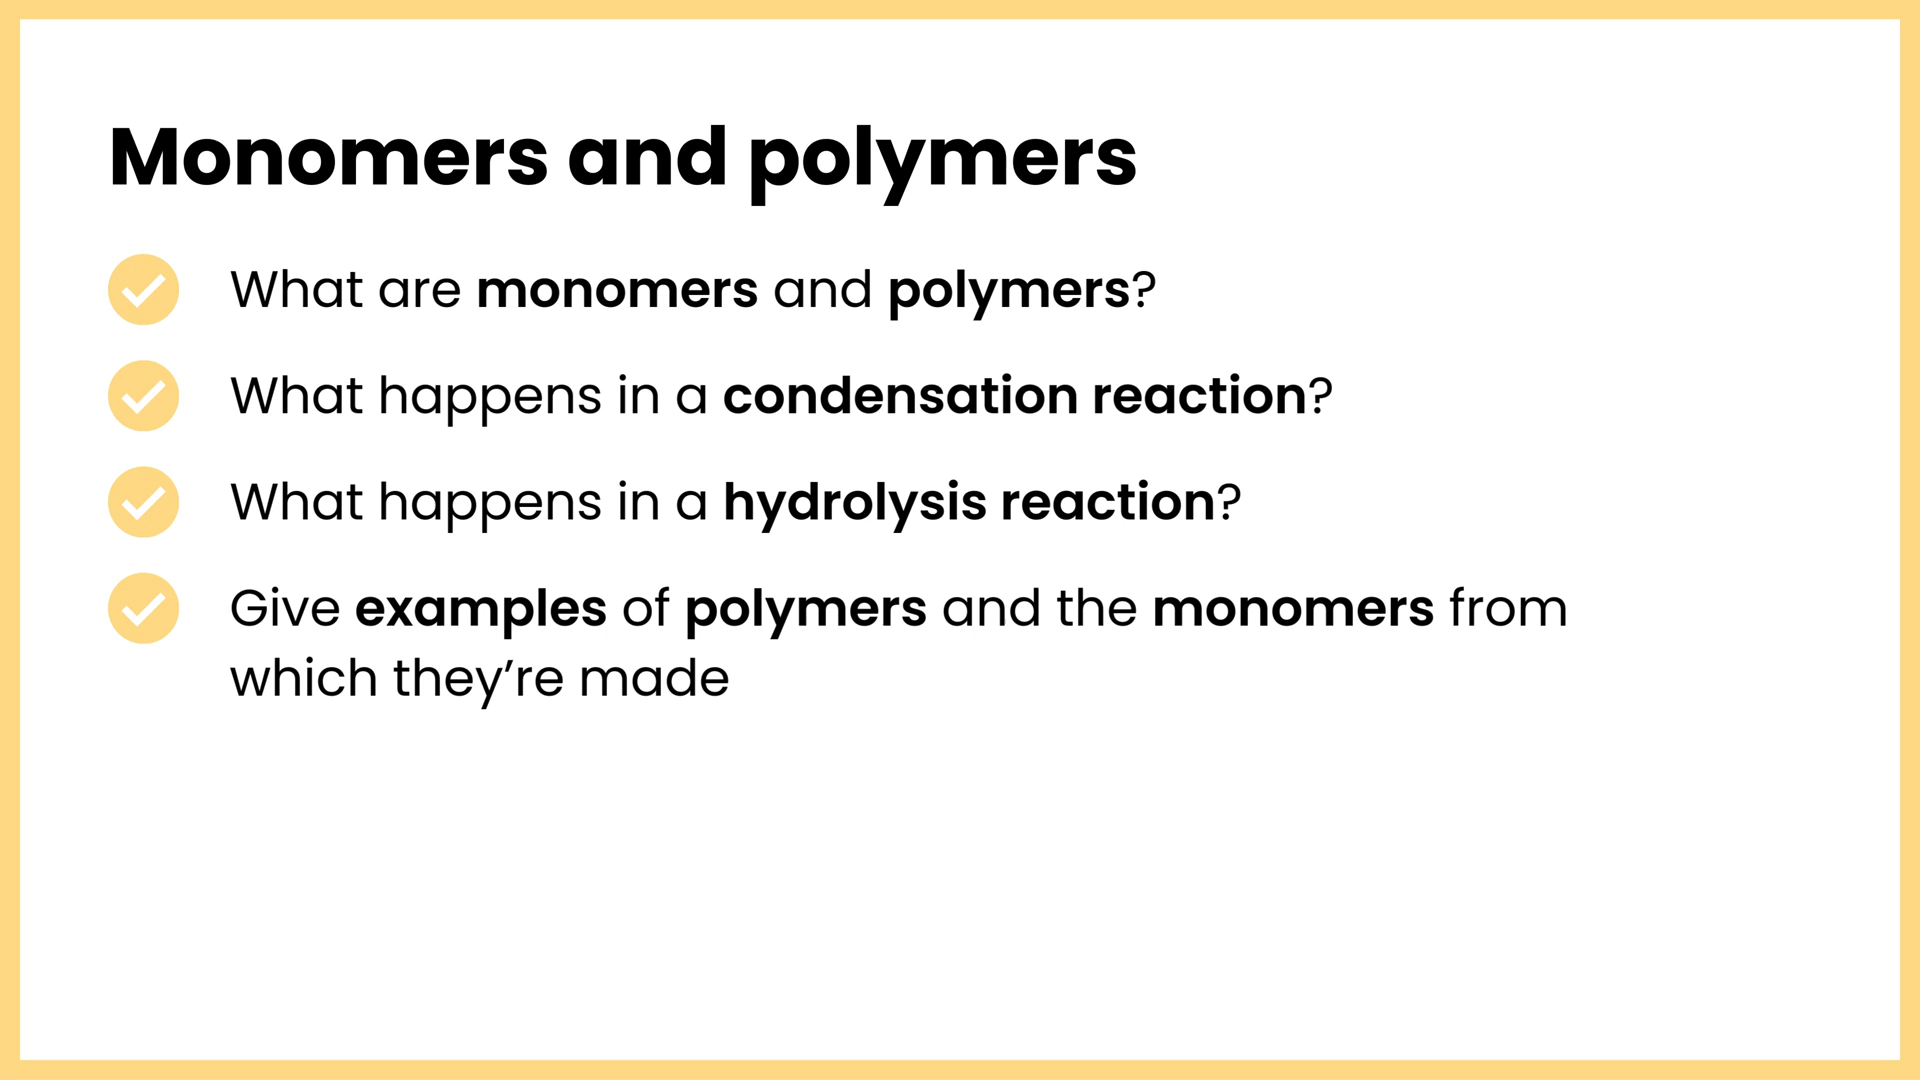 Monomers and polymers
What are monomers and polymers?
What happens in a condensation reaction?
What happens in a hydrolysis reaction?
Give examples of polymers and the monomers from
which they’re made